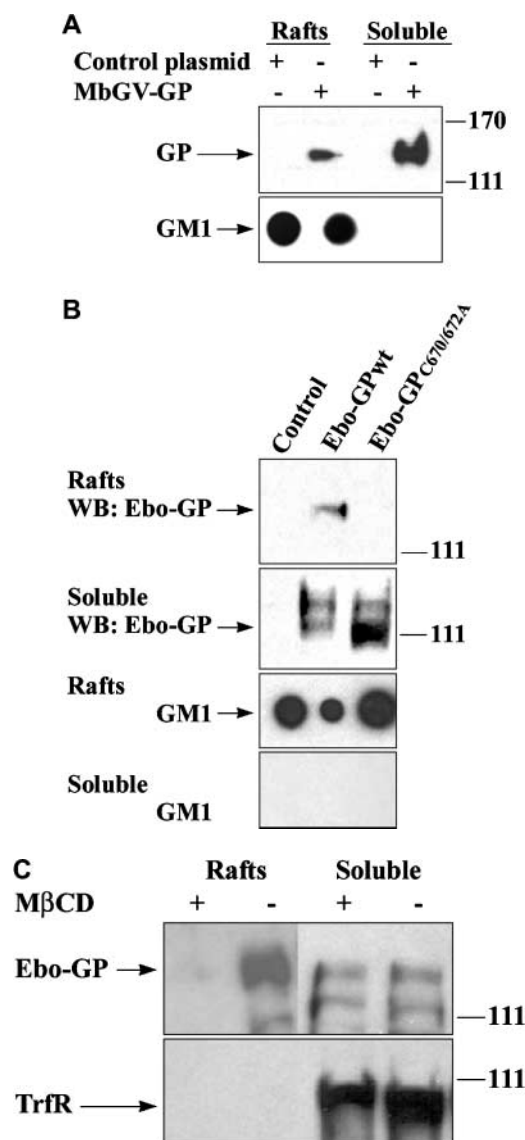 A
Rafts Soluble
Control plasmid + - + -
MbGV-GP - + - +
GP
170
111
GM1
B
Control
Ebo-GPwt
Ebo-GPC670/672A
Rafts
WB: Ebo-GP
111
Soluble
WB: Ebo-GP
111
Rafts
GM1
Soluble
GM1
C
Rafts Soluble
MβCD + - + -
Ebo-GP
111
TrfR
111